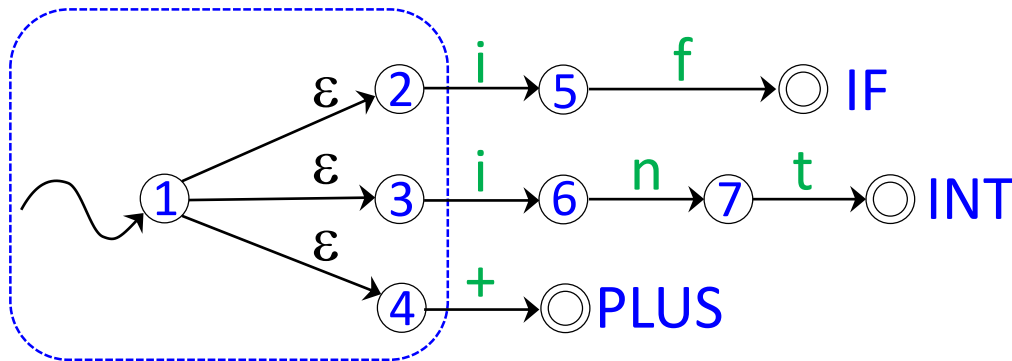 i f
ε 2 5 IF
ε i n t
1 3 6 7 INT
ε
4 + PLUS